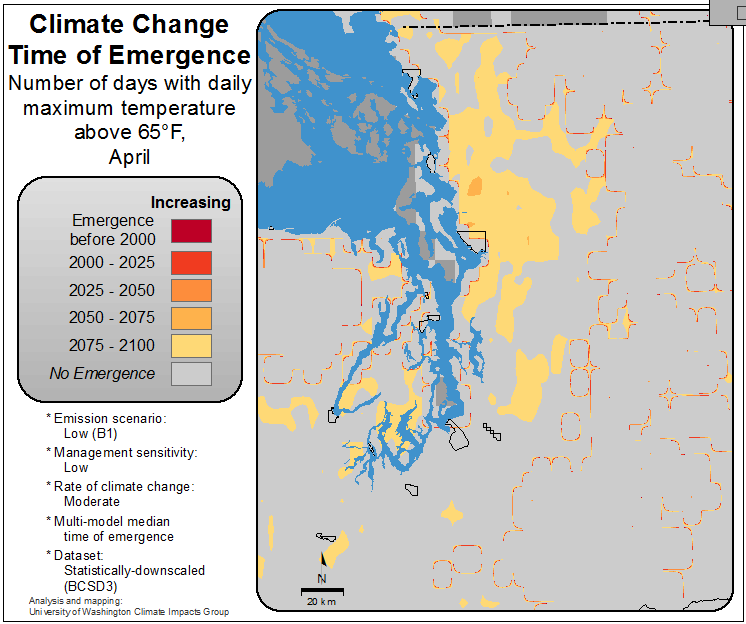 Climate Change
Time of Emergence
Number of days with daily
maximum temperature
above 65°F,
April
Increasing
Emergence
before 2000
2000 - 2025
2025 - 2050
2050 - 2075
2075 - 2100
No Emergence
* Emission scenario:
Low (B1)
* Management sensitivity:
Low
* Rate of climate change:
Moderate
* Multi-model median
time of emergence
* Dataset:
Statistically-downscaled
(BCSD3)
Analysis and mapping:
University of Washington Climate Impacts Group
N
20 km